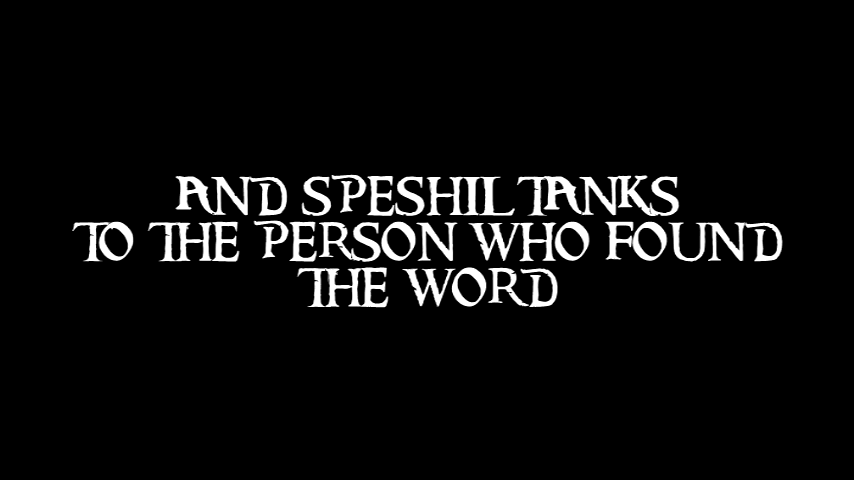 AND SPESHIL TANKS
TO THE PERSON WHO FOUND
THE WORD